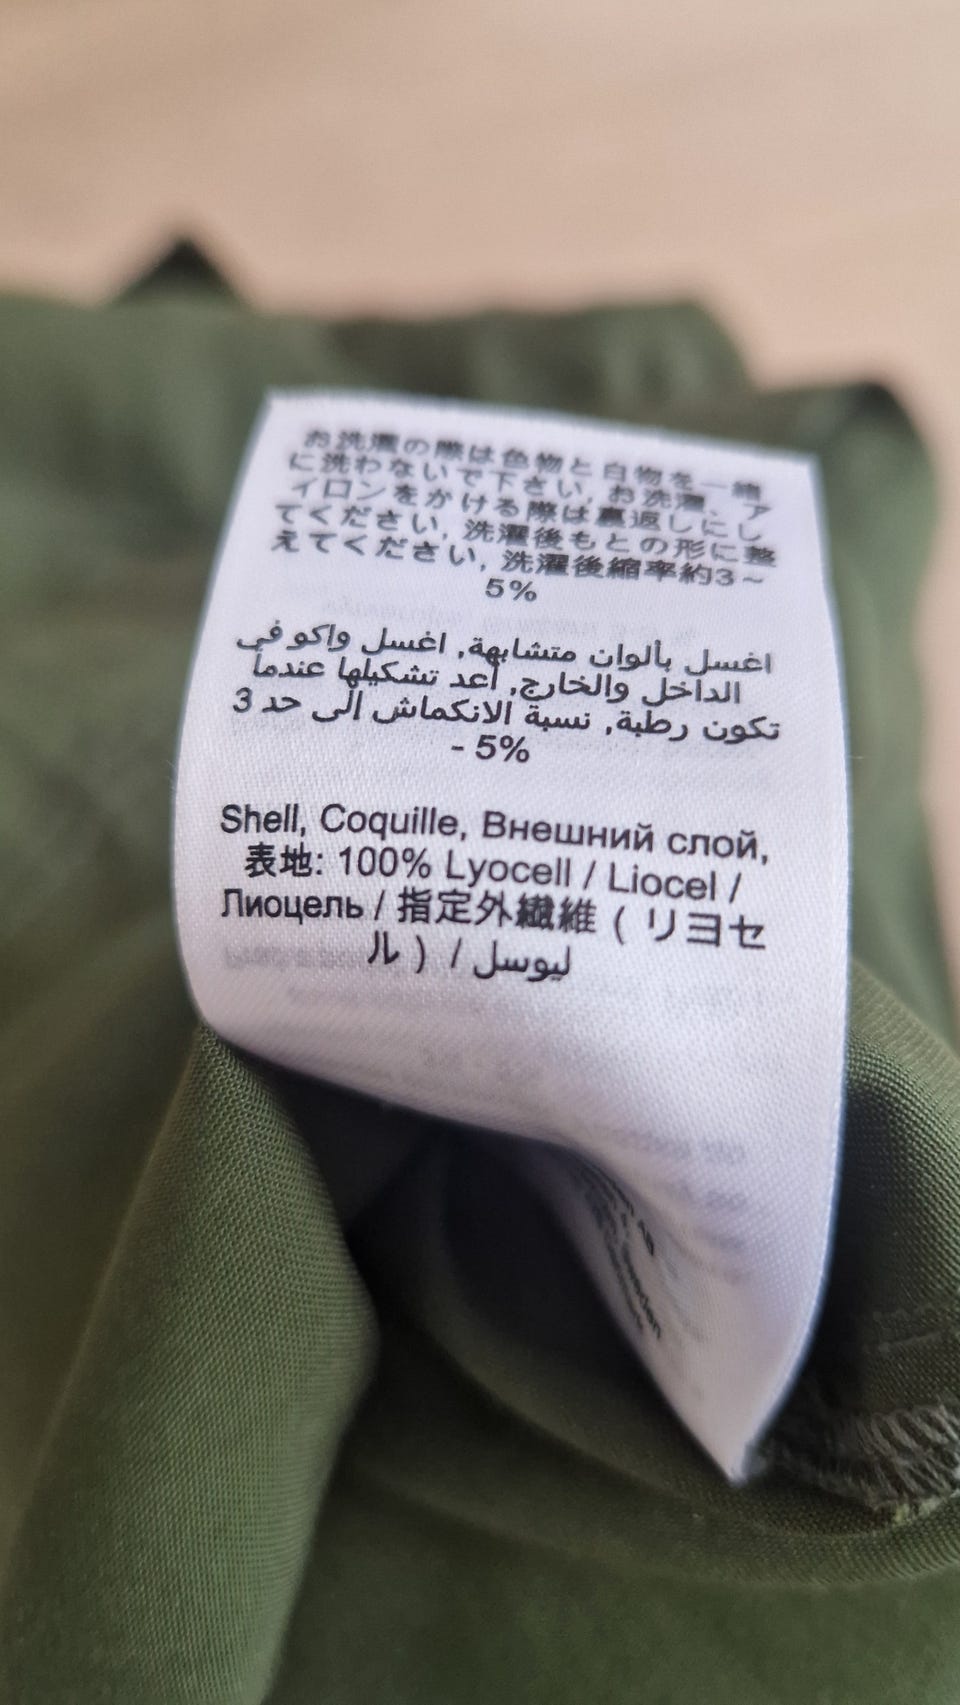 お洗濯の際は色物と白物を一緒
に洗わないで下さい, お洗濯、ア
イロンをかける際は裏返しにし
てください, 洗濯後もとの形に整
えてください, 洗濯後縮率約3~
5%
اغسل بألوان متشابهة, اغسل واكو في
الداخل والخارج, أعد تشكيلها عندما
تكون رطبة, نسبة الانكماش إلى حد 3
- 5%
Shell, Coquille, Внешний слой,
表地: 100% Lyocell / Liocel /
Лиоцель / 指定外繊維 ( リヨセ
ル ) / ليوسل